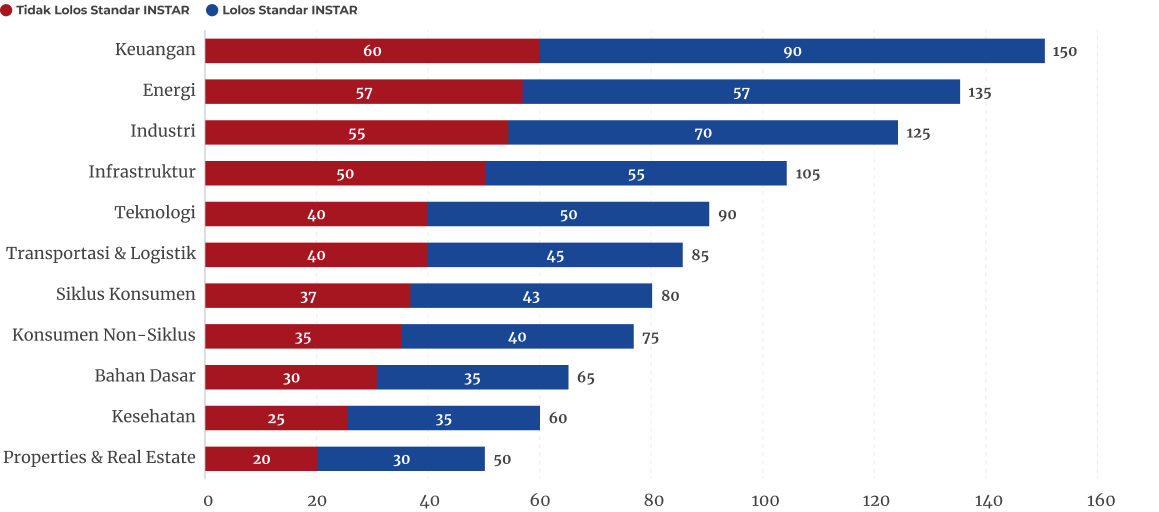 Tidak Lolos Standar INSTAR Lolos Standar INSTAR
Keuangan 60 90 150
Energi 57 57 135
Industri 55 70 125
Infrastruktur 50 55 105
Teknologi 40 50 90
Transportasi & Logistik 40 45 85
Siklus Konsumen 37 43 80
Konsumen Non-Siklus 35 40 75
Bahan Dasar 30 35 65
Kesehatan 25 35 60
Properties & Real Estate 20 30 50
0 20 40 60 80 100 120 140 160